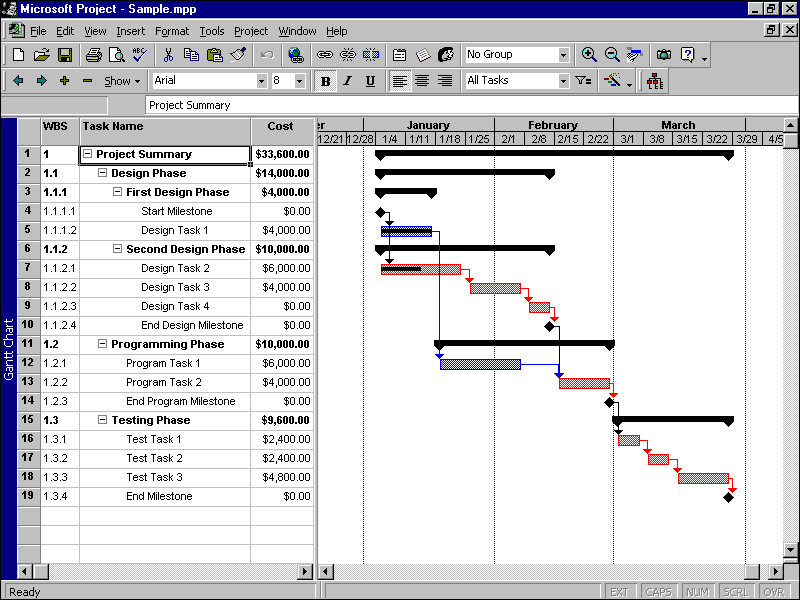 Microsoft Project - Sample.mpp
File Edit View Insert Format Tools Project Window Help
No Group
Show Arial 8 B I U All Tasks
Project Summary
WBS Task Name Cost
er January February March
12/21 12/28 1/4 1/11 1/18 1/25 2/1 2/8 2/15 2/22 3/1 3/8 3/15 3/22 3/29 4/5
1 1 Project Summary $33,600.00
2 1.1 Design Phase $14,000.00
3 1.1.1 First Design Phase $4,000.00
4 1.1.1.1 Start Milestone $0.00
5 1.1.1.2 Design Task 1 $4,000.00
6 1.1.2 Second Design Phase $10,000.00
7 1.1.2.1 Design Task 2 $6,000.00
8 1.1.2.2 Design Task 3 $4,000.00
9 1.1.2.3 Design Task 4 $0.00
10 1.1.2.4 End Design Milestone $0.00
11 1.2 Programming Phase $10,000.00
12 1.2.1 Program Task 1 $6,000.00
13 1.2.2 Program Task 2 $4,000.00
14 1.2.3 End Program Milestone $0.00
15 1.3 Testing Phase $9,600.00
16 1.3.1 Test Task 1 $2,400.00
17 1.3.2 Test Task 2 $2,400.00
18 1.3.3 Test Task 3 $4,800.00
19 1.3.4 End Milestone $0.00
Gantt Chart
Ready EXT CAPS NUM SCRL OVR